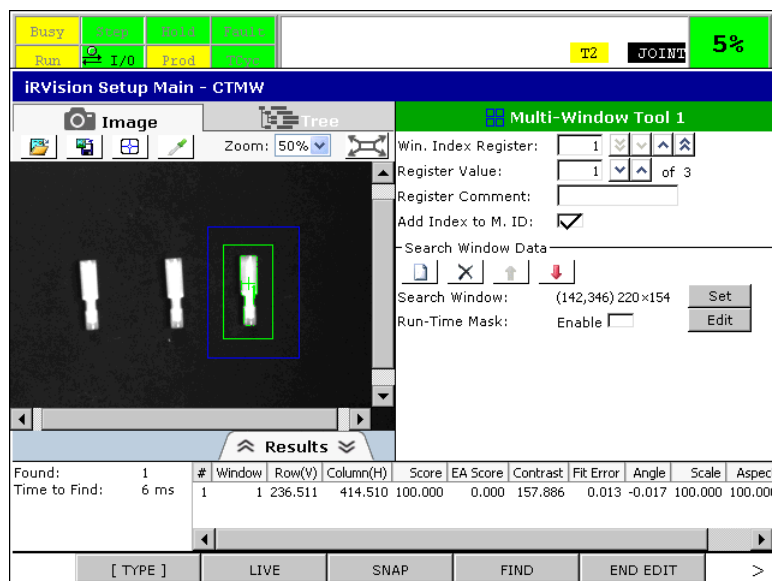 Busy Step Hold Fault
Run I/O Prod TCyc
T2 JOINT 5%
iRVision Setup Main - CTMW
Image Tree
Multi-Window Tool 1
Zoom: 50%
Win. Index Register: 1
Register Value: 1 of 3
Register Comment:
Add Index to M. ID:
Search Window Data
Search Window: (142,346) 220×154 Set
Run-Time Mask: Enable Edit
1
Results
Found: 1
Time to Find: 6 ms
# Window Row(V) Column(H) Score EA Score Contrast Fit Error Angle Scale Aspec
1 1 236.511 414.510 100.000 0.000 157.886 0.013 -0.017 100.000 100.000
[ TYPE ] LIVE SNAP FIND END EDIT >